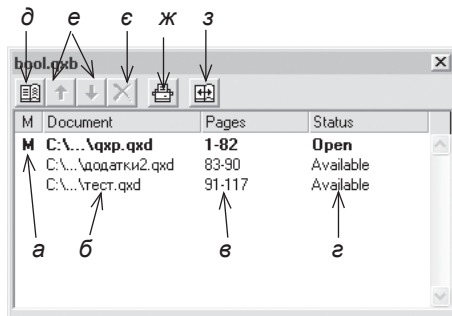 д е є ж з
bool.qxb
M Document Pages Status
M C:\...\qxp.qxd 1-82 Open
C:\...\додатки2.qxd 83-90 Available
C:\...\тест.qxd 91-117 Available
а б в г